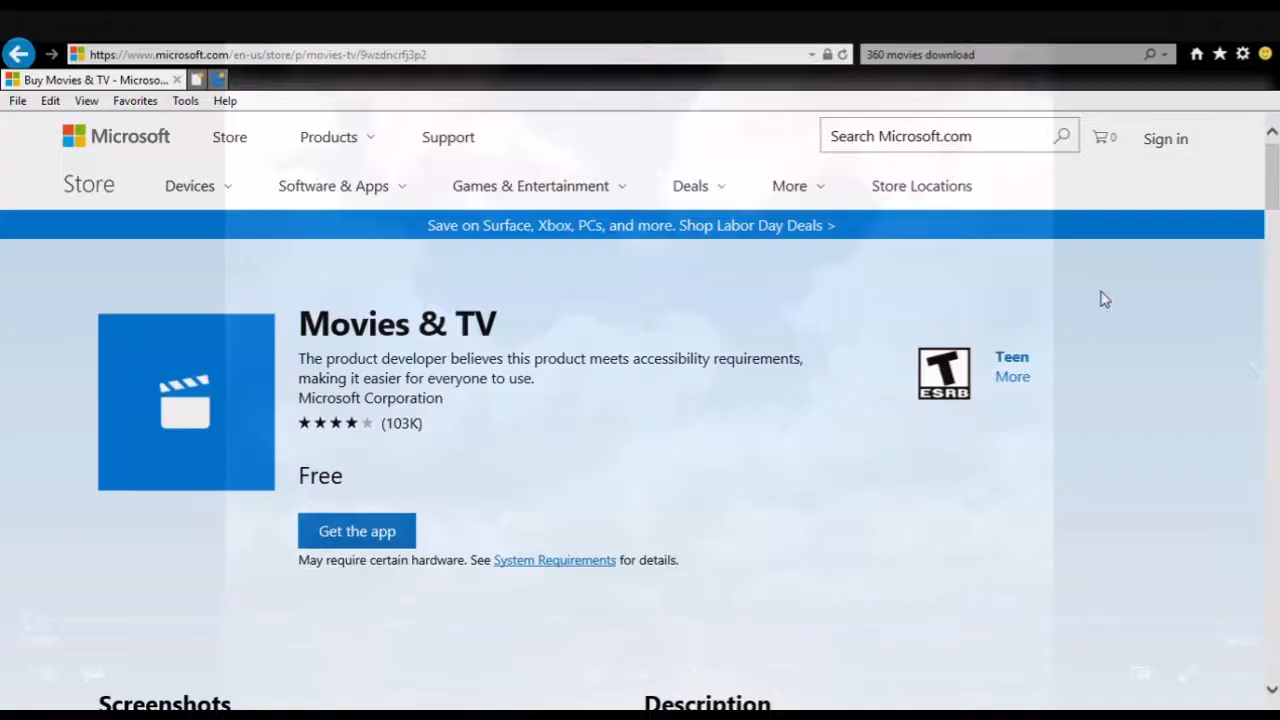 https://www.microsoft.com/en-us/store/p/movies-tv/9wzdncrfj3p2
360 movies download
Buy Movies & TV - Microso...
File Edit View Favorites Tools Help
Microsoft Store Products Support Search Microsoft.com 0 Sign in
Store Devices Software & Apps Games & Entertainment Deals More Store Locations
Save on Surface, Xbox, PCs, and more. Shop Labor Day Deals >
Movies & TV
The product developer believes this product meets accessibility requirements,
making it easier for everyone to use.
Microsoft Corporation
(103K)
T
ESRB
Teen
More
Free
Get the app
May require certain hardware. See System Requirements for details.
Screenshots
Description